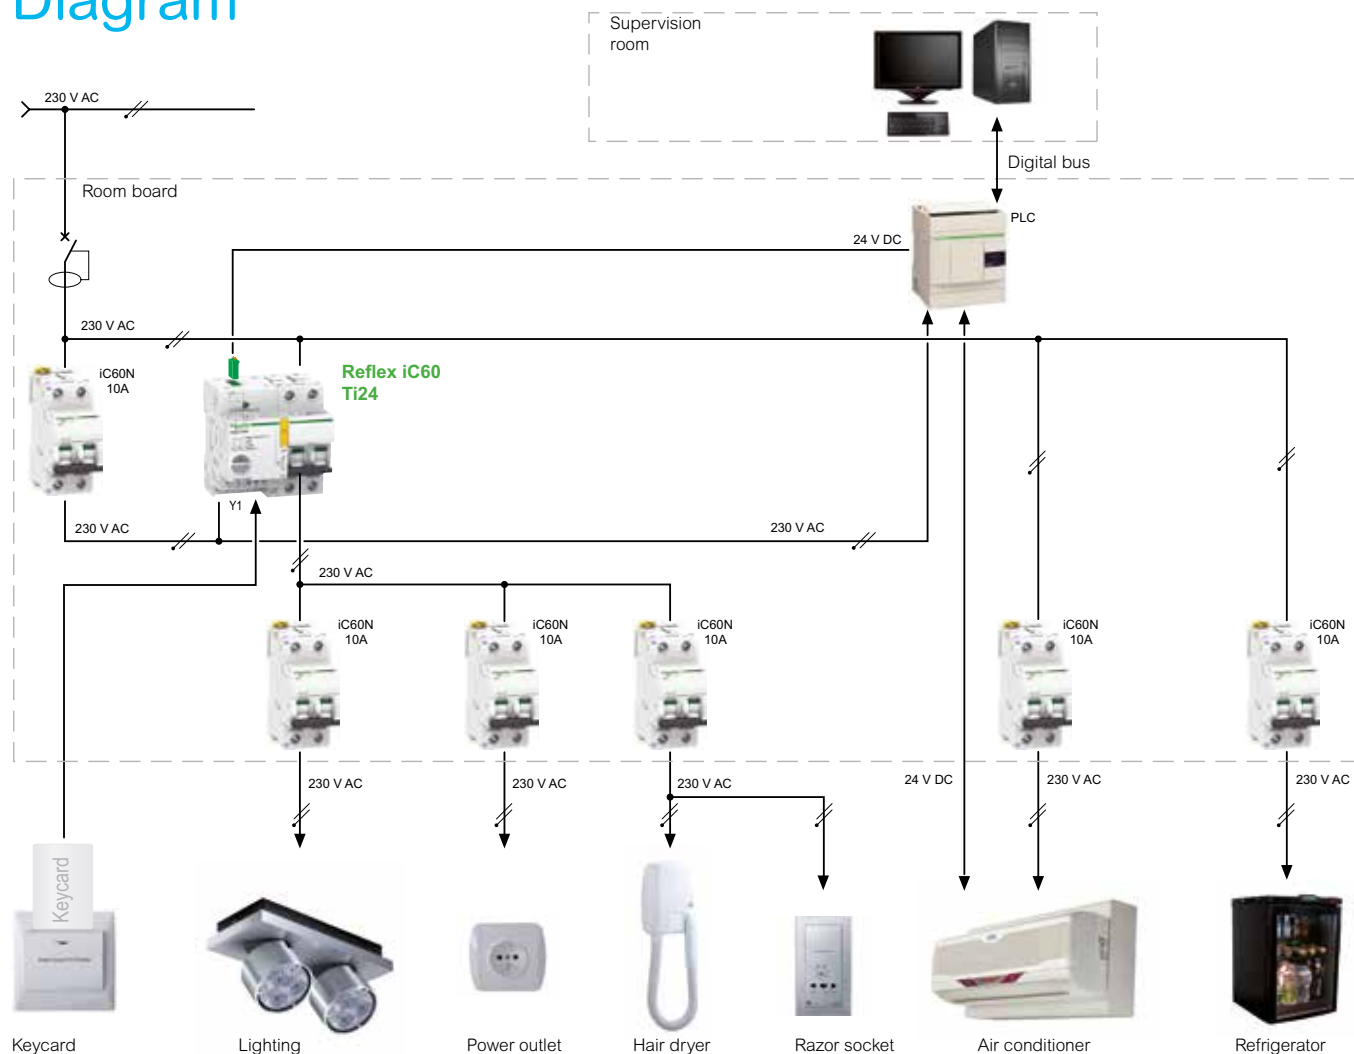 Diagram
Supervision
room
230 V AC
Digital bus
Room board
PLC
24 V DC
230 V AC
iC60N
10A
Reflex iC60
Ti24
Y1
230 V AC
230 V AC
230 V AC
iC60N
10A
iC60N
10A
iC60N
10A
iC60N
10A
iC60N
10A
230 V AC
230 V AC
230 V AC
24 V DC
230 V AC
230 V AC
Keycard
Keycard
Lighting
Power outlet
Hair dryer
Razor socket
Air conditioner
Refrigerator